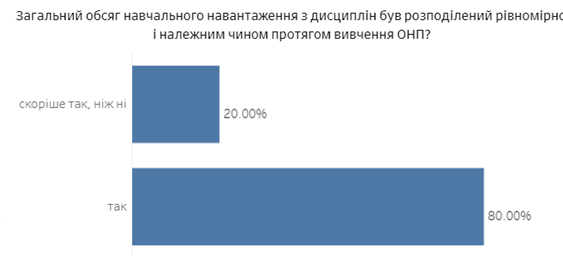 Загальний обсяг навчального навантаження з дисциплін був розподілений рівномірно
і належним чином протягом вивчення ОНП?
скоріше так, ніж ні
20.00%
так
80.00%